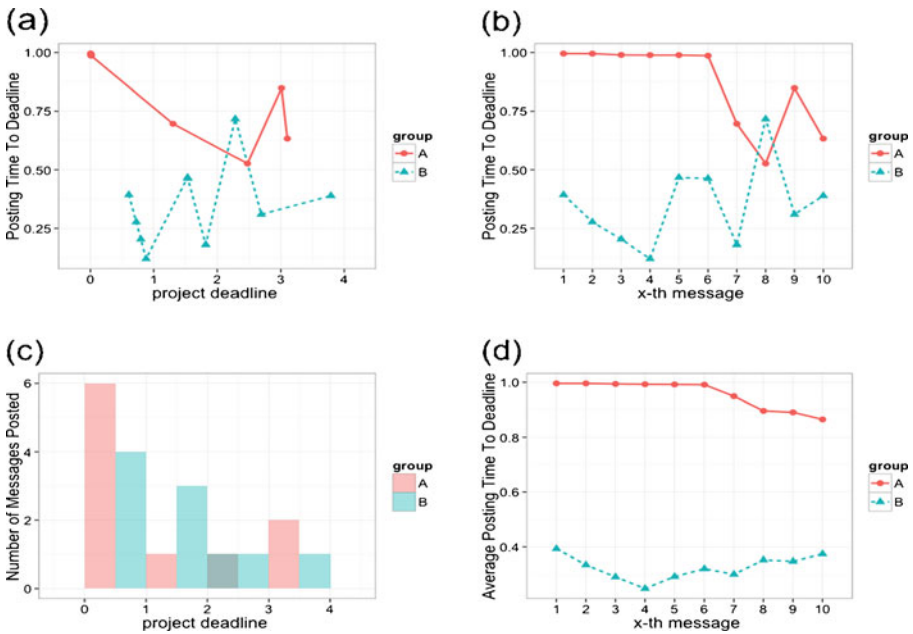 (a)
Posting Time To Deadline
1.00
0.75
0.50
0.25
0 1 2 3 4
project deadline
group
A
B
(b)
Posting Time To Deadline
1.00
0.75
0.50
0.25
1 2 3 4 5 6 7 8 9 10
x-th message
group
A
B
(c)
Number of Messages Posted
6
4
2
0
0 1 2 3 4
project deadline
group
A
B
(d)
Average Posting Time To Deadline
1.0
0.8
0.6
0.4
1 2 3 4 5 6 7 8 9 10
x-th message
group
A
B